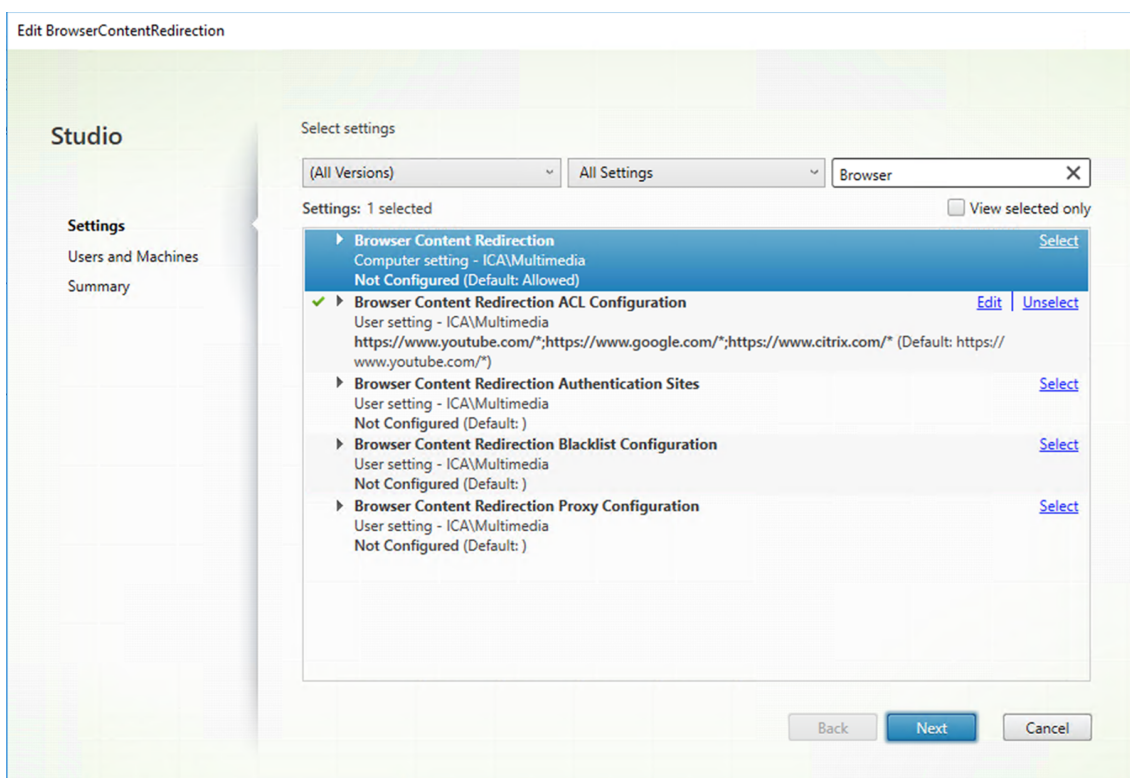 Edit BrowserContentRedirection
Studio
Settings
Users and Machines
Summary
Select settings
(All Versions)
All Settings
Browser
Settings: 1 selected
View selected only
Browser Content Redirection
Select
Computer setting - ICA\Multimedia
Not Configured (Default: Allowed)
Browser Content Redirection ACL Configuration
Edit | Unselect
User setting - ICA\Multimedia
https://www.youtube.com/*;https://www.google.com/*;https://www.citrix.com/* (Default: https://
www.youtube.com/*)
Browser Content Redirection Authentication Sites
Select
User setting - ICA\Multimedia
Not Configured (Default: )
Browser Content Redirection Blacklist Configuration
Select
User setting - ICA\Multimedia
Not Configured (Default: )
Browser Content Redirection Proxy Configuration
Select
User setting - ICA\Multimedia
Not Configured (Default: )
Back
Next
Cancel